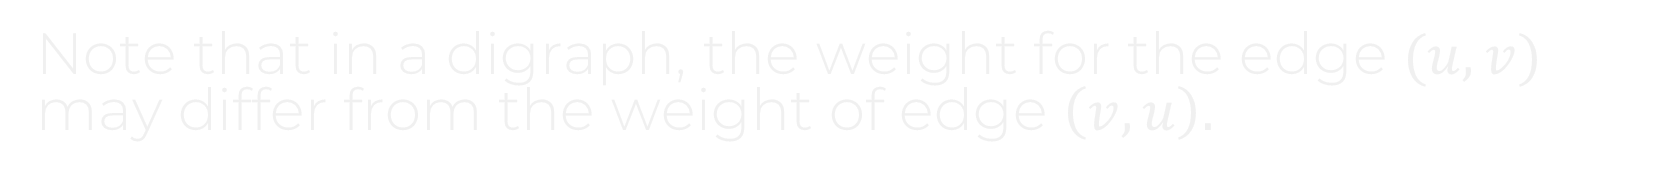 Note that in a digraph, the weight for the edge (u, v)
may differ from the weight of edge (v, u).